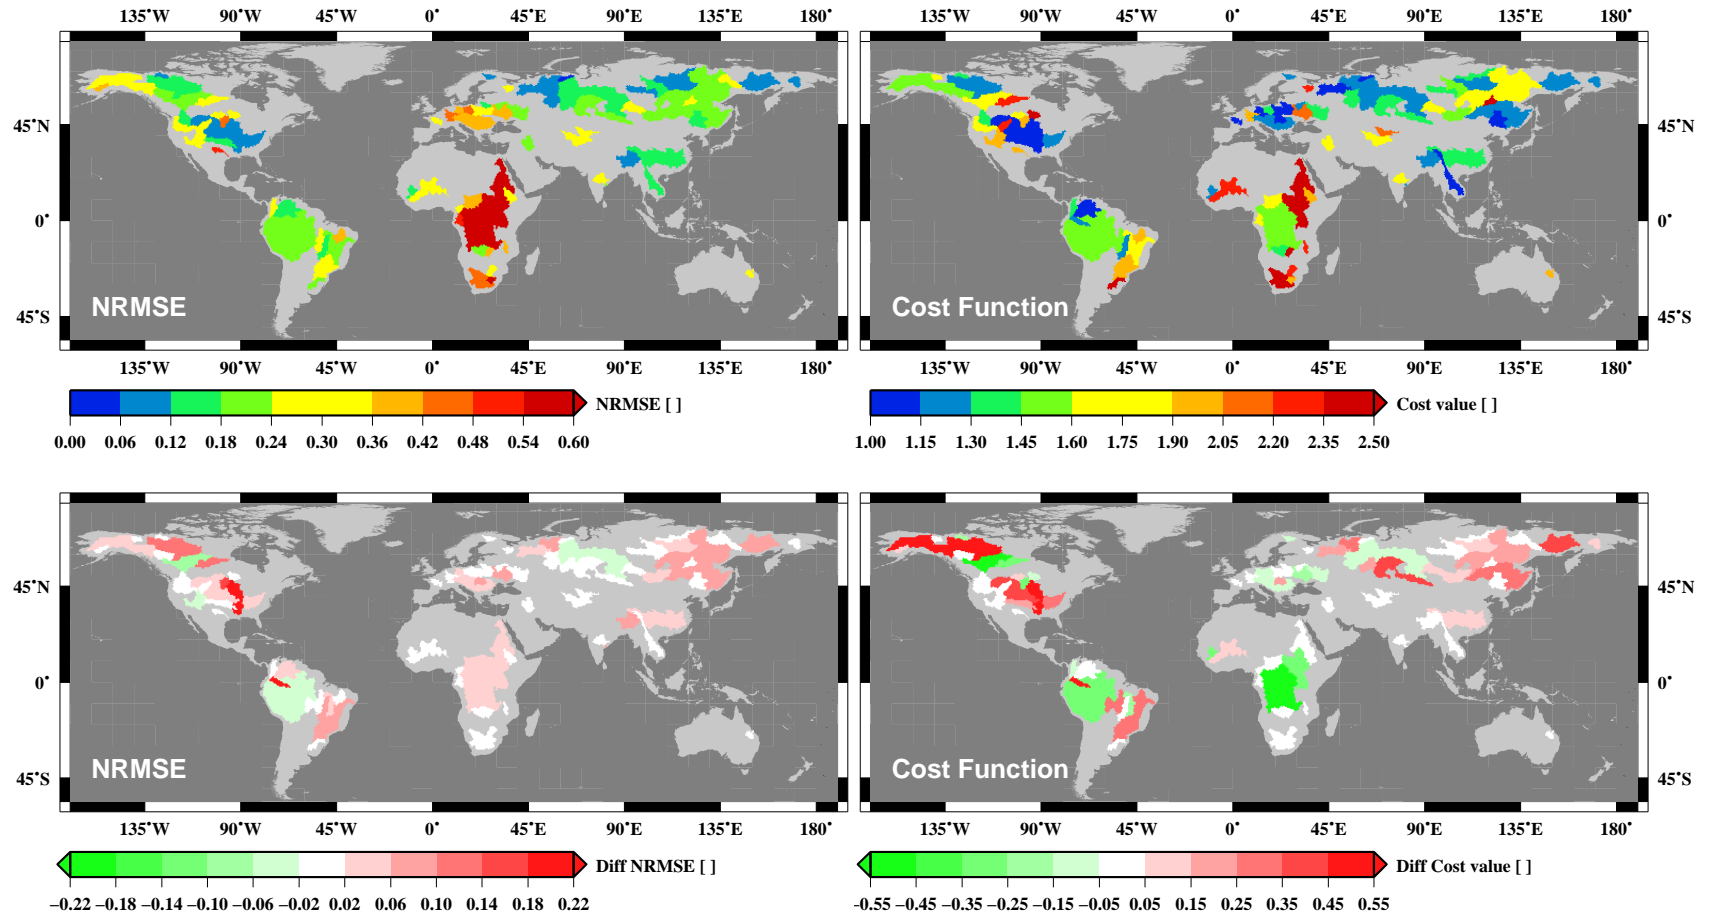 135˚W 90˚W 45˚W 0˚ 45˚E 90˚E 135˚E 180˚ 135˚W 90˚W 45˚W 0˚ 45˚E 90˚E 135˚E 180˚
45˚N 45˚N
0˚ 0˚
NRMSE Cost Function
45˚S 45˚S
135˚W 90˚W 45˚W 0˚ 45˚E 90˚E 135˚E 135˚W 90˚W 45˚W 0˚ 45˚E 90˚E 135˚E 180˚
NRMSE [ ] Cost value [ ]
0.00 0.06 0.12 0.18 0.24 0.30 0.36 0.42 0.48 0.54 0.60 1.00 1.15 1.30 1.45 1.60 1.75 1.90 2.05 2.20 2.35 2.50
45˚N 45˚N
0˚ 0˚
NRMSE Cost Function
45˚S 45˚S
135˚W 90˚W 45˚W 0˚ 45˚E 90˚E 135˚E 180˚ 135˚W 90˚W 45˚W 0˚ 45˚E 90˚E 135˚E 180˚
Diff NRMSE [ ] Diff Cost value [ ]
−0.22 −0.18 −0.14 −0.10 −0.06 −0.02 0.02 0.06 0.10 0.14 0.18 0.22 −0.55 −0.45 −0.35 −0.25 −0.15 −0.05 0.05 0.15 0.25 0.35 0.45 0.55